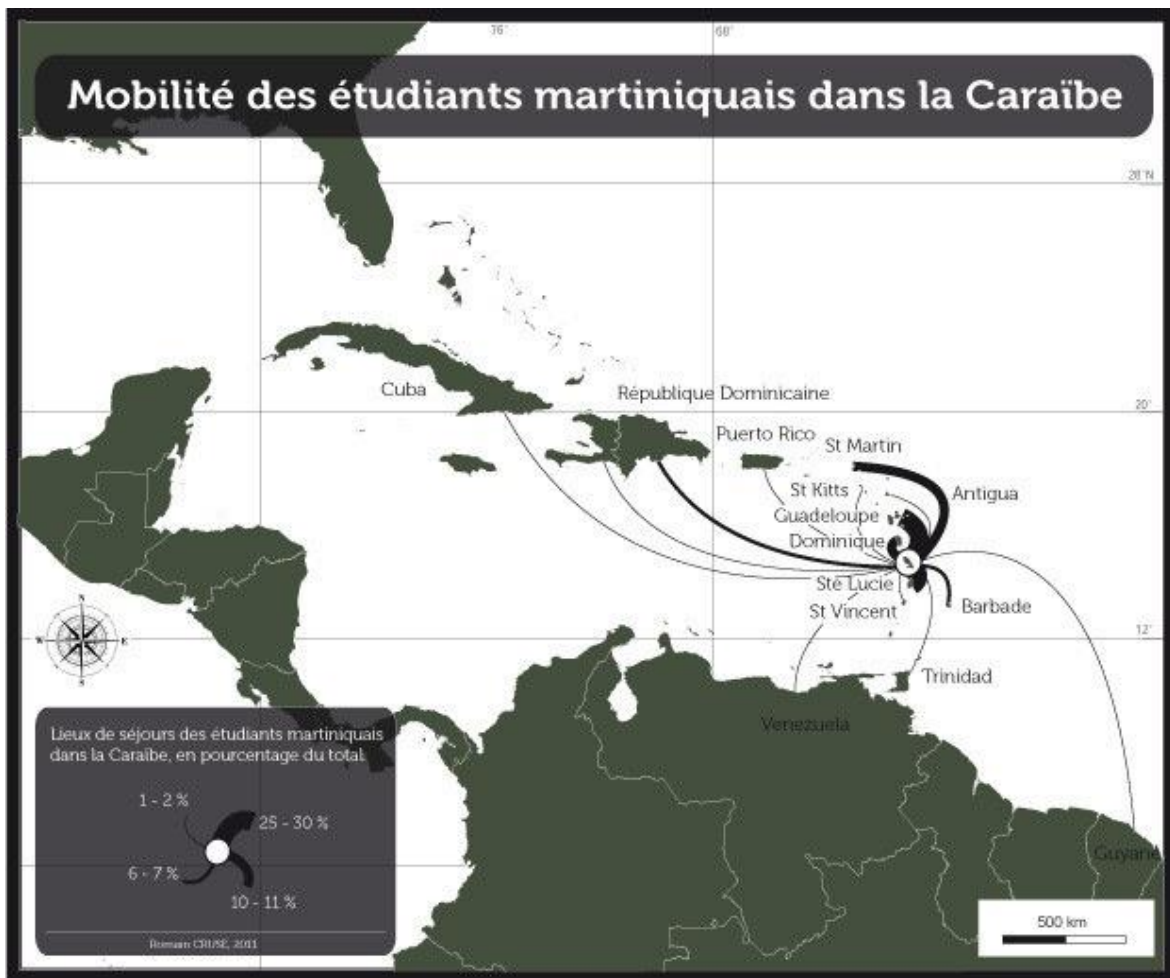 76°
68°
Mobilité des étudiants martiniquais dans la Caraïbe
28°N
Cuba
République Dominicaine
20°
Puerto Rico
St Martin
St Kitts
Antigua
Guadeloupe
Dominique
Ste Lucie
Barbade
St Vincent
12°
Trinidad
Venezuela
Guyane
N
W
E
S
Lieux de séjours des étudiants martiniquais
dans la Caraïbe, en pourcentage du total
1 - 2 %
25 - 30 %
6 - 7 %
10 - 11 %
Romain CRUSE, 2011
500 km